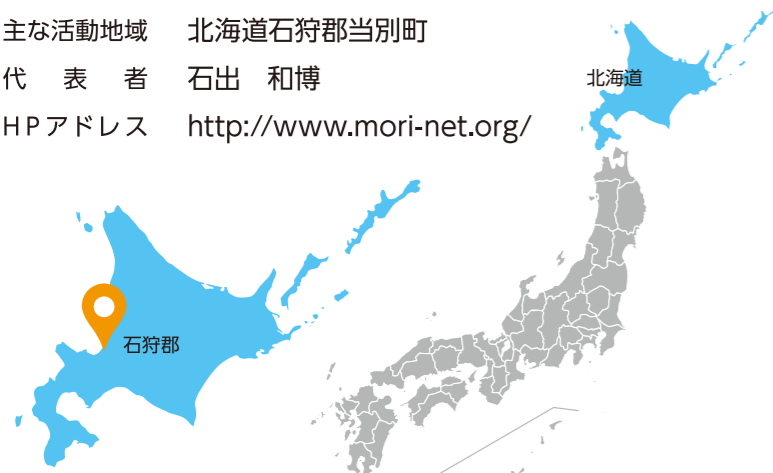 主な活動地域　北海道石狩郡当別町
代　表　者　石出　和博
HPアドレス　http://www.mori-net.org/
北海道
石狩郡